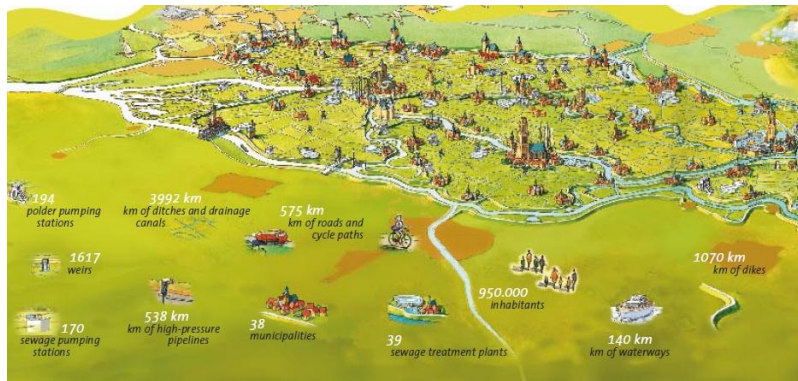 194
polder pumping
stations
3992 km
km of ditches and drainage
canals
575 km
km of roads and
cycle paths
1617
weirs
950.000
inhabitants
1070 km
km of dikes
170
sewage pumping
stations
538 km
km of high-pressure
pipelines
38
municipalities
39
sewage treatment plants
140 km
km of waterways